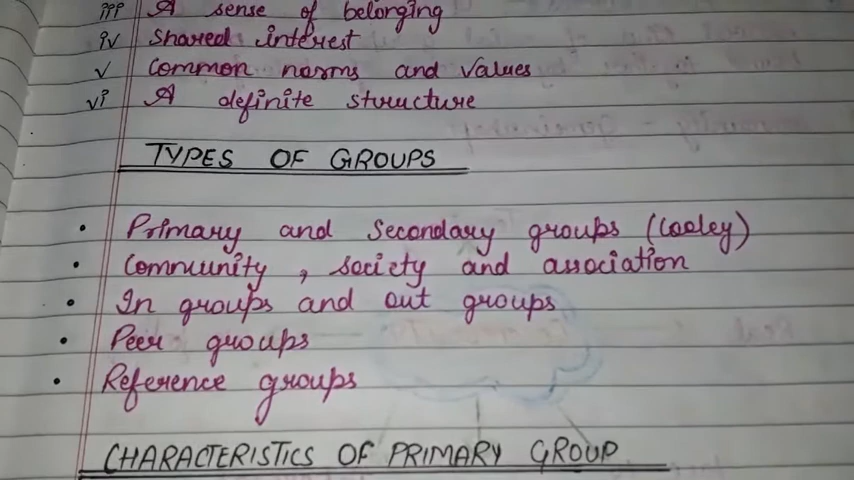 iii A sense of belonging
iv shared interest
v common norms and values
vi A definite structure
TYPES OF GROUPS
• Primary and secondary groups (Cooley)
• Community, society and association
• In groups and out groups
• Peer groups
• Reference groups
CHARACTERISTICS OF PRIMARY GROUP